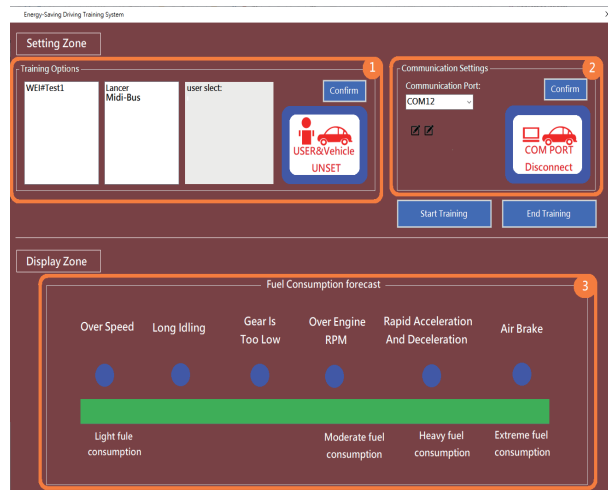 Energy-Saving Driving Training System
X
Setting Zone
Training Options
1
WEI#Test1
Lancer
Midi-Bus
user slect:
Confirm
USER&Vehicle
UNSET
Communication Settings
2
Communication Port:
COM12
Confirm
COM PORT
Disconnect
Start Training
End Training
Display Zone
Fuel Consumption forecast
3
Over Speed
Long Idling
Gear Is
Too Low
Over Engine
RPM
Rapid Acceleration
And Deceleration
Air Brake
Light fule
consumption
Moderate fuel
consumption
Heavy fuel
consumption
Extreme fuel
consumption